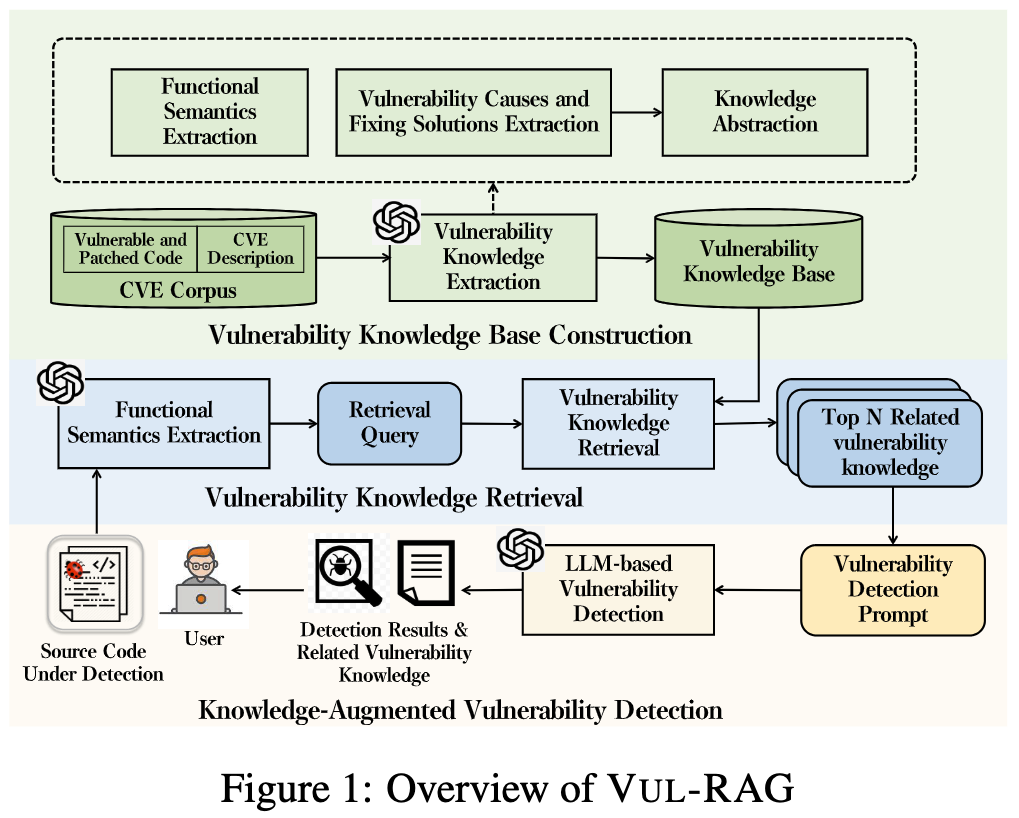 Functional
Semantics
Extraction
Vulnerability Causes and
Fixing Solutions Extraction
Knowledge
Abstraction
Vulnerable and
Patched Code
CVE
Description
CVE Corpus
Vulnerability
Knowledge
Extraction
Vulnerability
Knowledge Base
Vulnerability Knowledge Base Construction
Functional
Semantics Extraction
Retrieval
Query
Vulnerability
Knowledge
Retrieval
Top N Related
vulnerability
knowledge
Vulnerability Knowledge Retrieval
</>
Source Code
Under Detection
User
Detection Results &
Related Vulnerability
Knowledge
LLM-based
Vulnerability
Detection
Vulnerability
Detection
Prompt
Knowledge-Augmented Vulnerability Detection
Figure 1: Overview of VUL-RAG